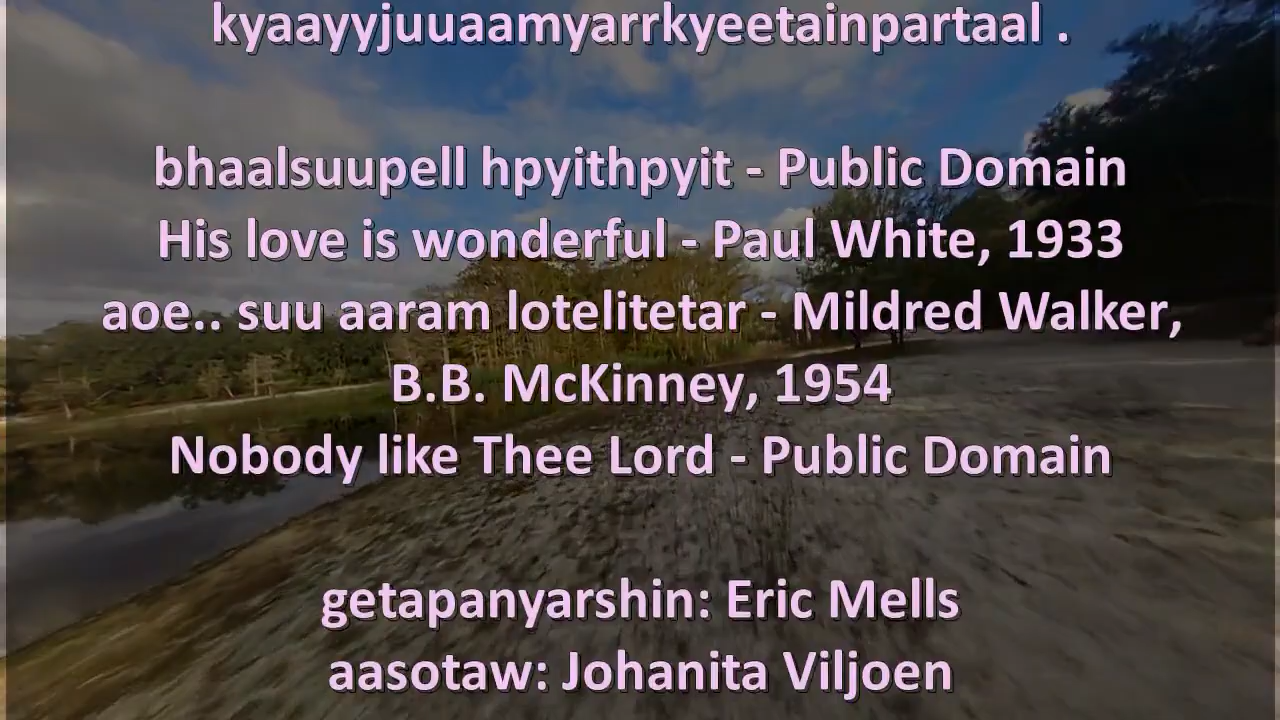 kyaayyjuuaamyarrkyeetainpartaal .
bhaalsuupell hpyithpyit - Public Domain
His love is wonderful - Paul White, 1933
aoe.. suu aaram lotelitetar - Mildred Walker,
B.B. McKinney, 1954
Nobody like Thee Lord - Public Domain
getapanyarshin: Eric Mells
aasotaw: Johanita Viljoen